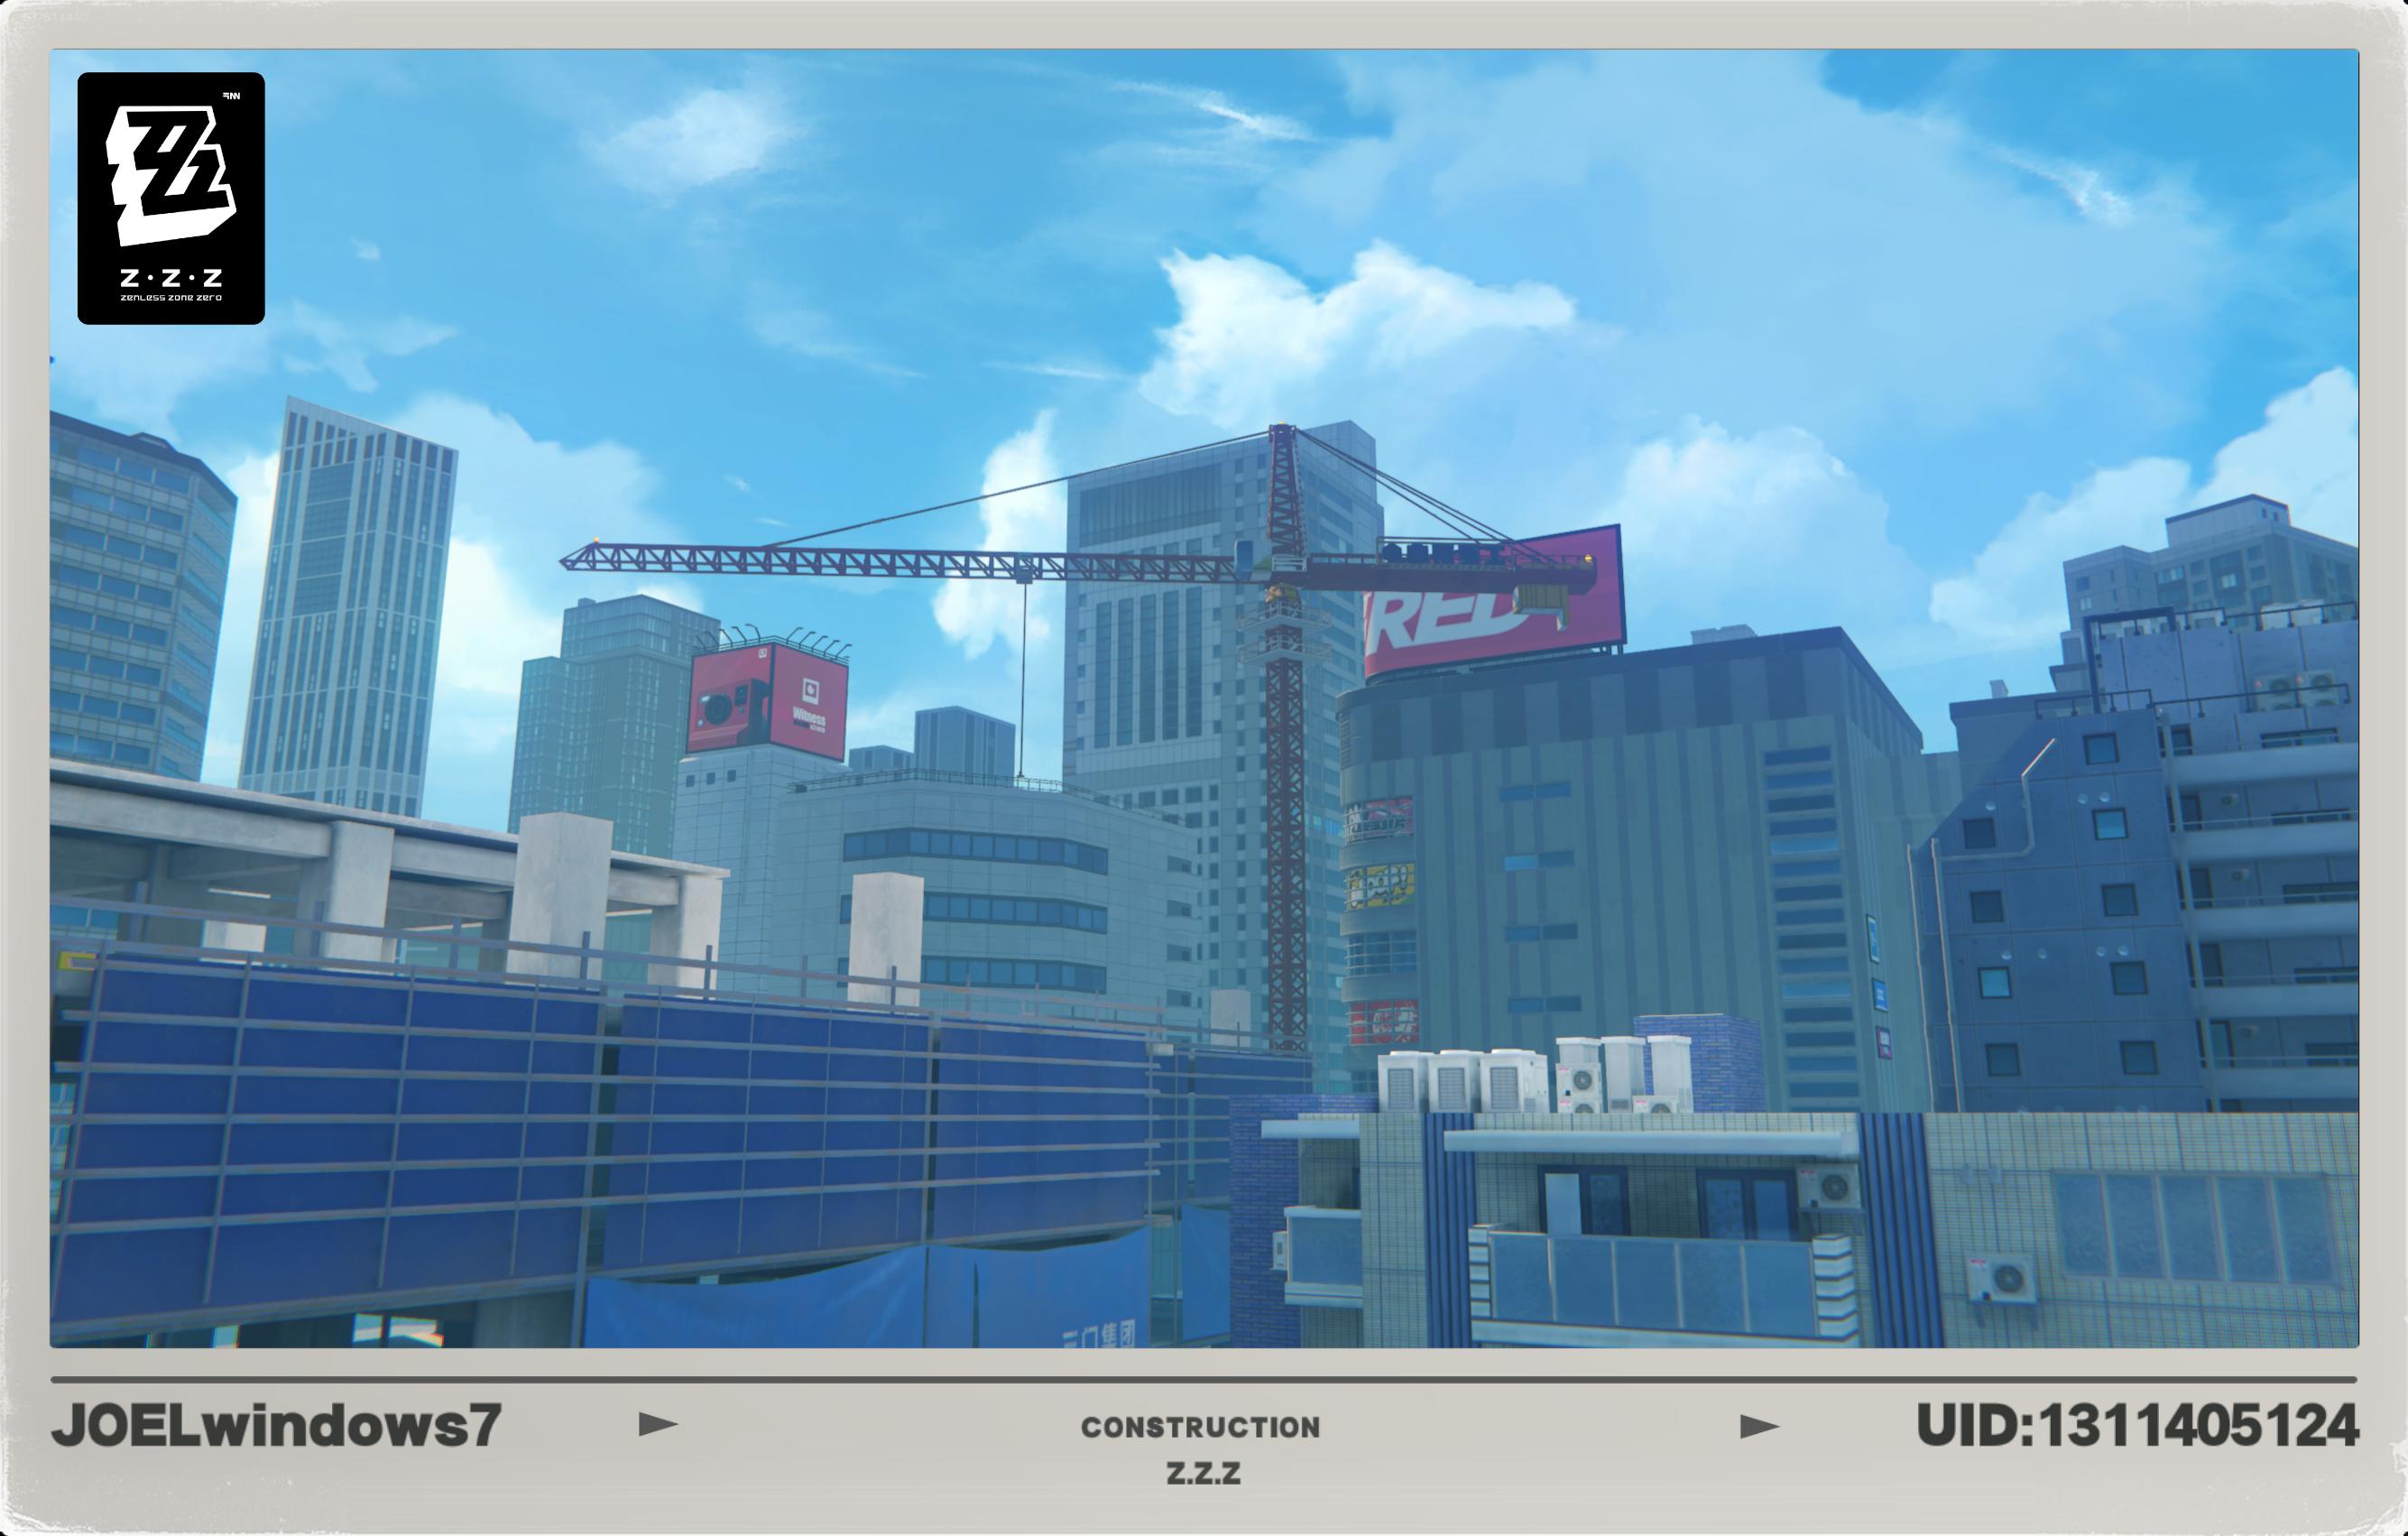 Z·Z·Z
ZENLESS ZONE ZERO
RED
Witness
三门集团
JOELwindows7
CONSTRUCTION
Z.Z.Z
UID:1311405124